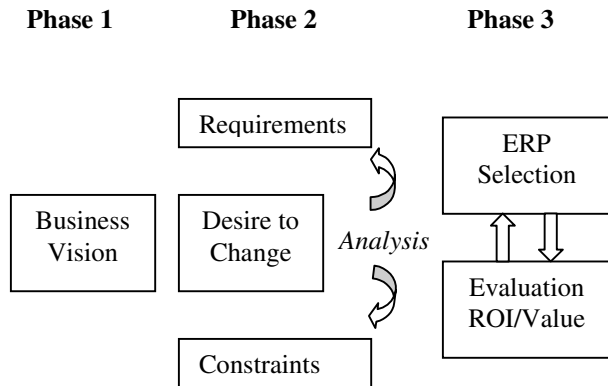 Phase 1 Phase 2 Phase 3
Requirements
ERP
Selection
Business
Vision
Desire to
Change
Analysis
Evaluation
ROI/Value
Constraints